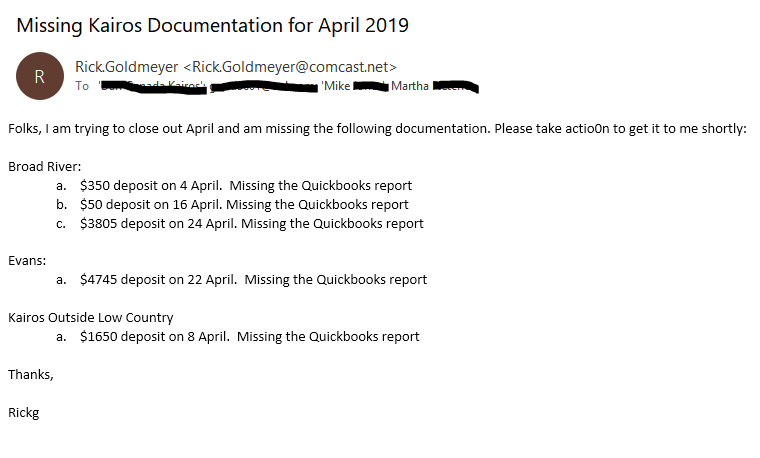 Missing Kairos Documentation for April 2019
R
Rick.Goldmeyer <Rick.Goldmeyer@comcast.net>
To 'Mike Martha
Folks, I am trying to close out April and am missing the following documentation. Please take actio0n to get it to me shortly:
Broad River:
a. $350 deposit on 4 April. Missing the Quickbooks report
b. $50 deposit on 16 April. Missing the Quickbooks report
c. $3805 deposit on 24 April. Missing the Quickbooks report
Evans:
a. $4745 deposit on 22 April. Missing the Quickbooks report
Kairos Outside Low Country
a. $1650 deposit on 8 April. Missing the Quickbooks report
Thanks,
Rickg